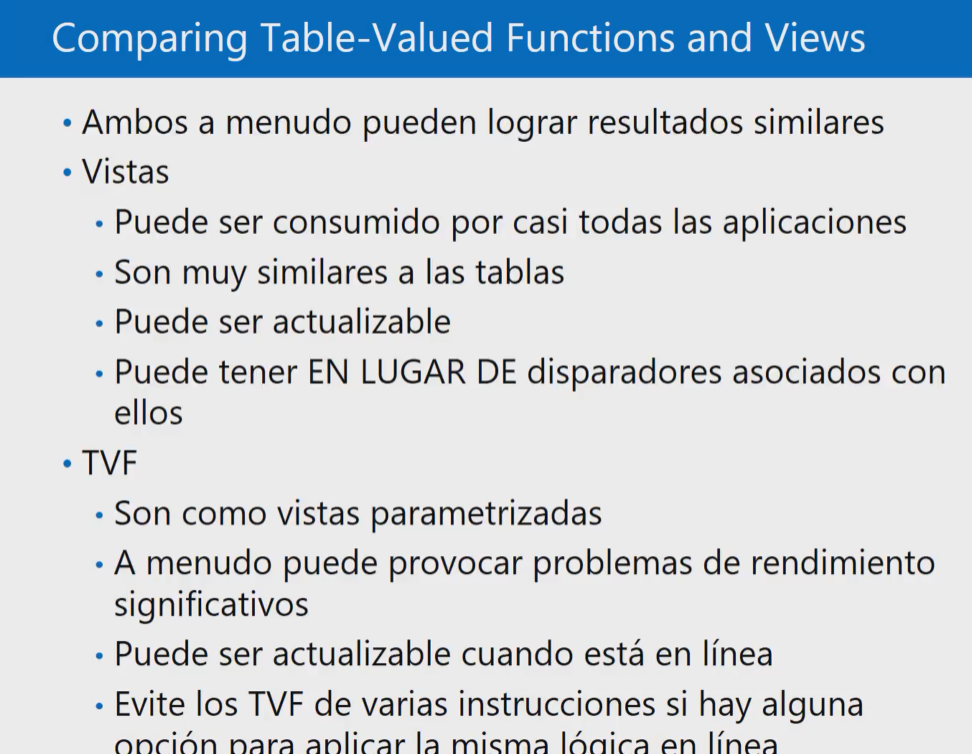 Comparing Table-Valued Functions and Views
• Ambos a menudo pueden lograr resultados similares
• Vistas
• Puede ser consumido por casi todas las aplicaciones
• Son muy similares a las tablas
• Puede ser actualizable
• Puede tener EN LUGAR DE disparadores asociados con
ellos
• TVF
• Son como vistas parametrizadas
• A menudo puede provocar problemas de rendimiento
significativos
• Puede ser actualizable cuando está en línea
• Evite los TVF de varias instrucciones si hay alguna
opción para aplicar la misma lógica en línea